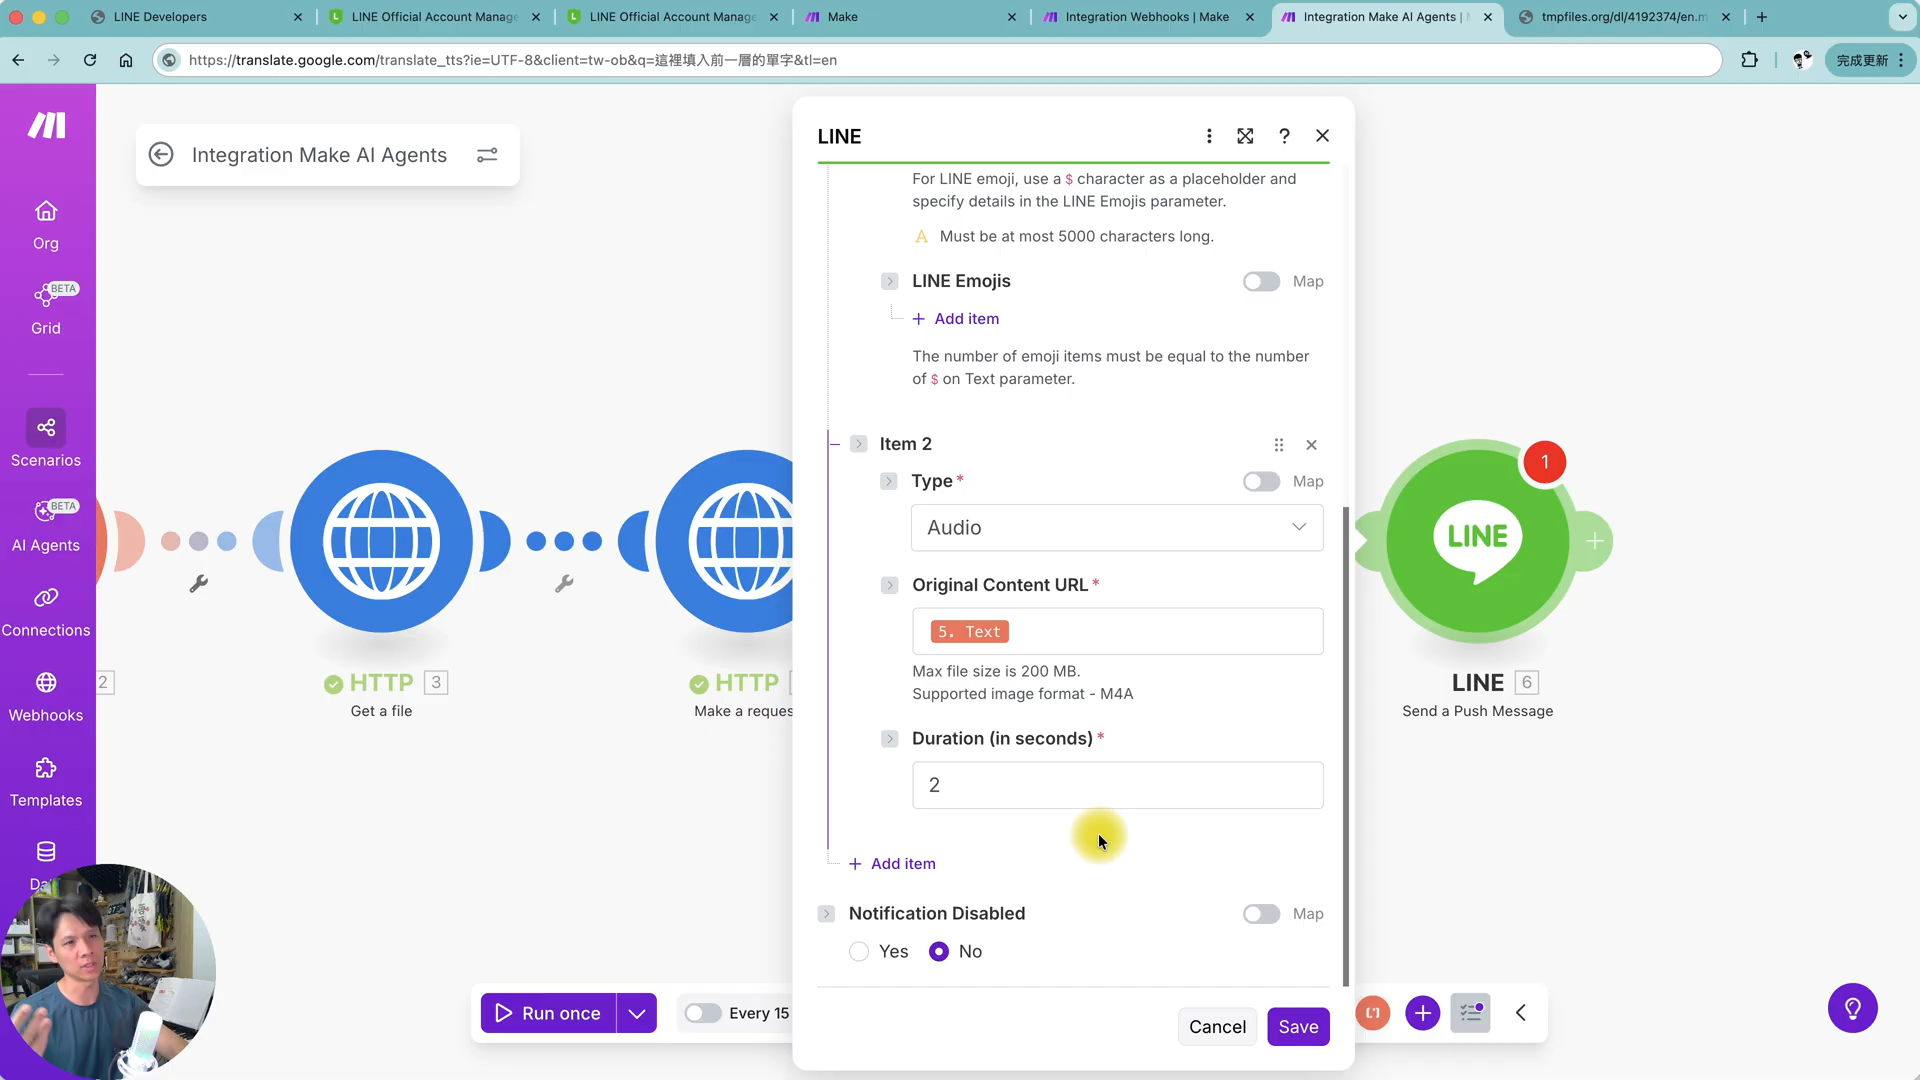 LINE Developers
LINE Official Account Manage
LINE Official Account Manage
Make
Integration Webhooks | Make
Integration Make AI Agents |
tmpfiles.org/dl/4192374/en.m
https://translate.google.com/translate_tts?ie=UTF-8&client=tw-ob&q=這裡填入前一層的單字&tl=en
完成更新
Integration Make AI Agents
Org
BETA
Grid
Scenarios
BETA
AI Agents
Connections
Webhooks
Templates
LINE
For LINE emoji, use a $ character as a placeholder and
specify details in the LINE Emojis parameter.
A Must be at most 5000 characters long.
LINE Emojis
Map
+ Add item
The number of emoji items must be equal to the number
of $ on Text parameter.
Item 2
Type *
Map
Audio
Original Content URL *
5. Text
Max file size is 200 MB.
Supported image format - M4A
Duration (in seconds) *
2
+ Add item
Notification Disabled
Map
Yes
No
Cancel
Save
2
HTTP 3
Get a file
HTTP
Make a reques
1
LINE
LINE 6
Send a Push Message
Run once
Every 15